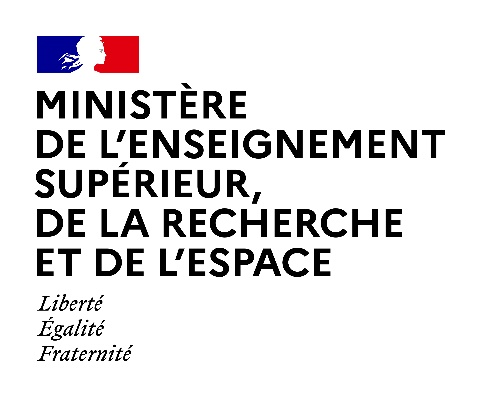 MINISTÈRE
DE L’ENSEIGNEMENT
SUPÉRIEUR,
DE LA RECHERCHE
ET DE L’ESPACE
Liberté
Égalité
Fraternité